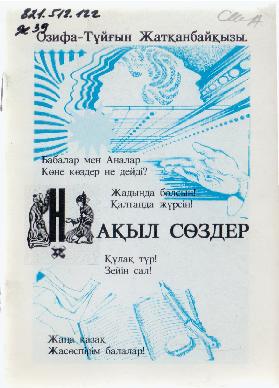 821.512.122
Ж 39
Озифа-Түйғын Жатқанбайқызы.
Бабалар мен Аналар
Көне көздер не дейді?
Жадыңда болсын!
Қалтаңда жүрсін!
НАҚЫЛ СӨЗДЕР
Құлақ түр!
Зейін сал!
Жаңа қазақ
Жасөспірім балалар!